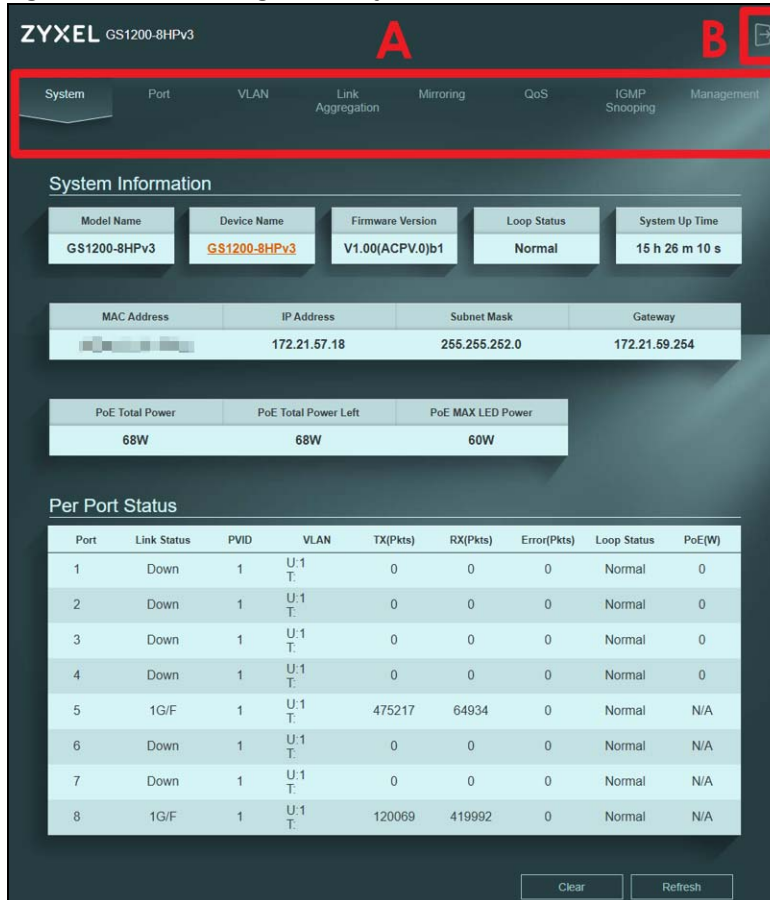 ZYXEL GS1200-8HPv3
A
B
System Port VLAN Link Aggregation Mirroring QoS IGMP Snooping Management
System Information
Model Name Device Name Firmware Version Loop Status System Up Time
GS1200-8HPv3 GS1200-8HPv3 V1.00(ACPV.0)b1 Normal 15 h 26 m 10 s
MAC Address IP Address Subnet Mask Gateway
172.21.57.18 255.255.252.0 172.21.59.254
PoE Total Power PoE Total Power Left PoE MAX LED Power
68W 68W 60W
Per Port Status
Port Link Status PVID VLAN TX(Pkts) RX(Pkts) Error(Pkts) Loop Status PoE(W)
1 Down 1 U:1 T: 0 0 0 Normal 0
2 Down 1 U:1 T: 0 0 0 Normal 0
3 Down 1 U:1 T: 0 0 0 Normal 0
4 Down 1 U:1 T: 0 0 0 Normal 0
5 1G/F 1 U:1 T: 475217 64934 0 Normal N/A
6 Down 1 U:1 T: 0 0 0 Normal N/A
7 Down 1 U:1 T: 0 0 0 Normal N/A
8 1G/F 1 U:1 T: 120069 419992 0 Normal N/A
Clear Refresh